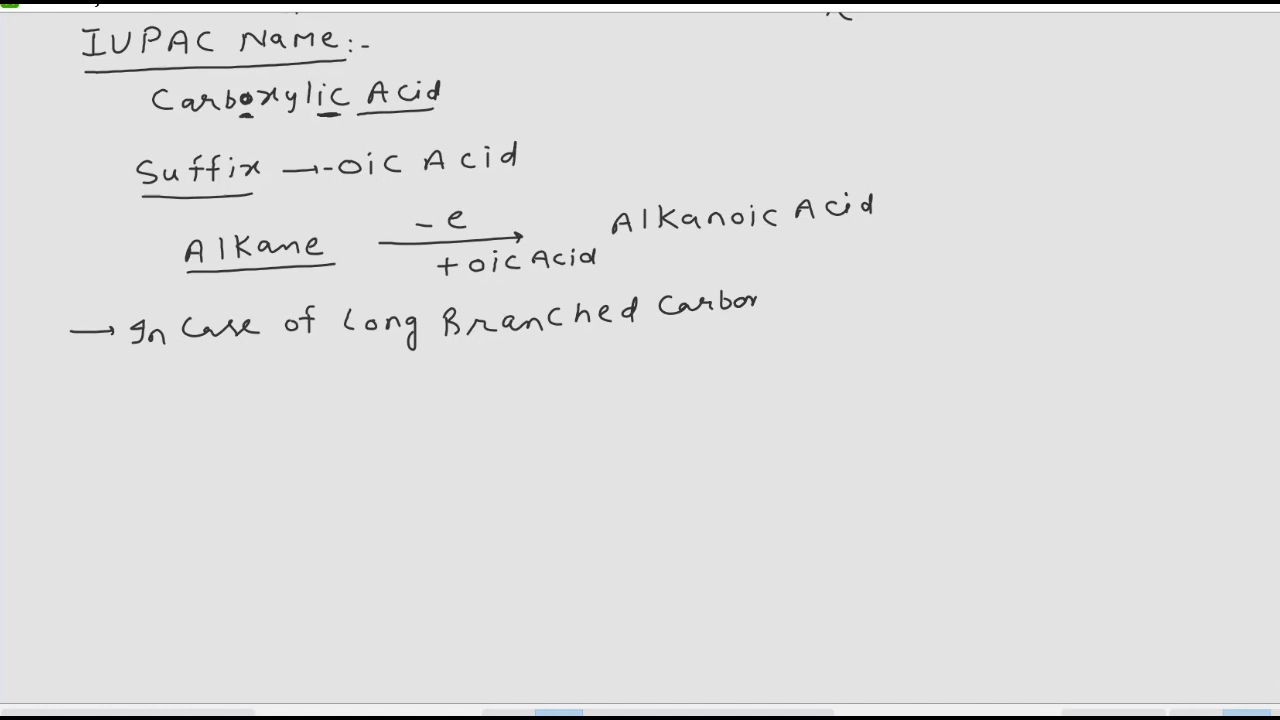 IUPAC Name:-
Carboxylic Acid
Suffix → -oic Acid
Alkane - e + oic Acid → Alkanoic Acid
→ In Case of Long Branched Carbon